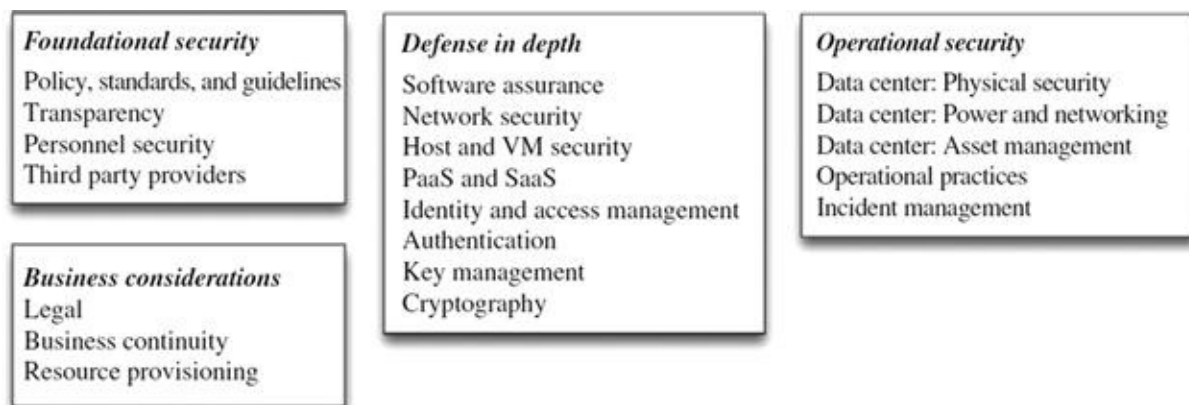 Foundational security
Policy, standards, and guidelines
Transparency
Personnel security
Third party providers
Business considerations
Legal
Business continuity
Resource provisioning
Defense in depth
Software assurance
Network security
Host and VM security
PaaS and SaaS
Identity and access management
Authentication
Key management
Cryptography
Operational security
Data center: Physical security
Data center: Power and networking
Data center: Asset management
Operational practices
Incident management